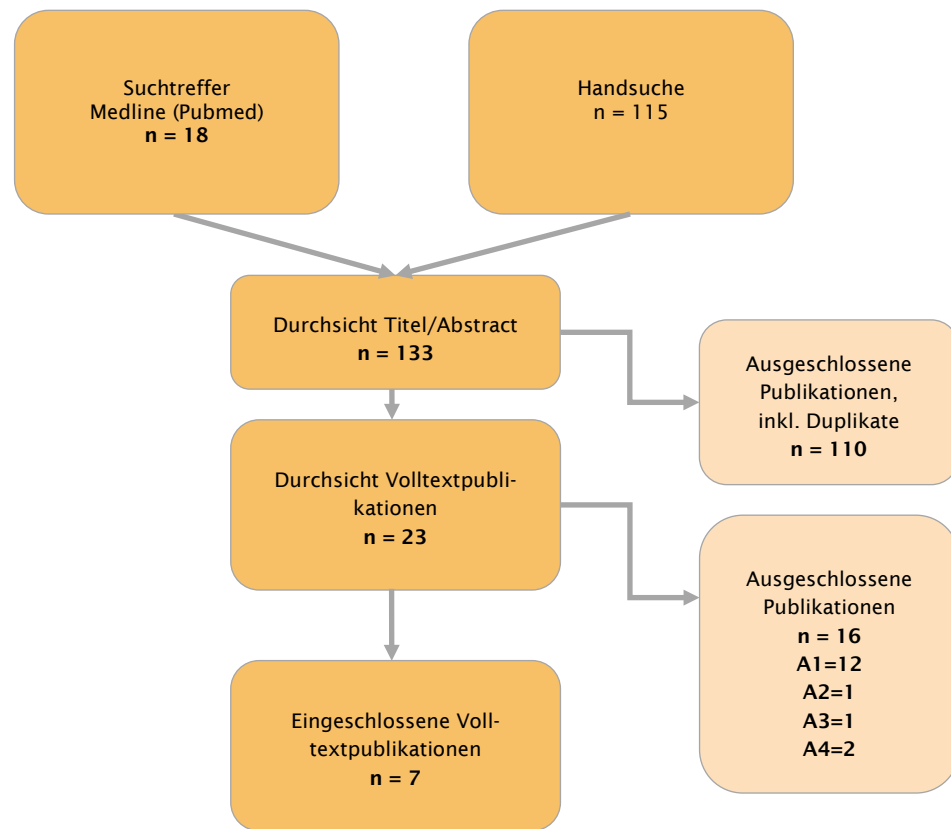 Suchtreffer
Medline (Pubmed)
n = 18
Handsuche
n = 115
Durchsicht Titel/Abstract
n = 133
Ausgeschlossene
Publikationen,
inkl. Duplikate
n = 110
Durchsicht Volltextpubli-
kationen
n = 23
Ausgeschlossene
Publikationen
n = 16
A1=12
A2=1
A3=1
A4=2
Eingeschlossene Voll-
textpublikationen
n = 7